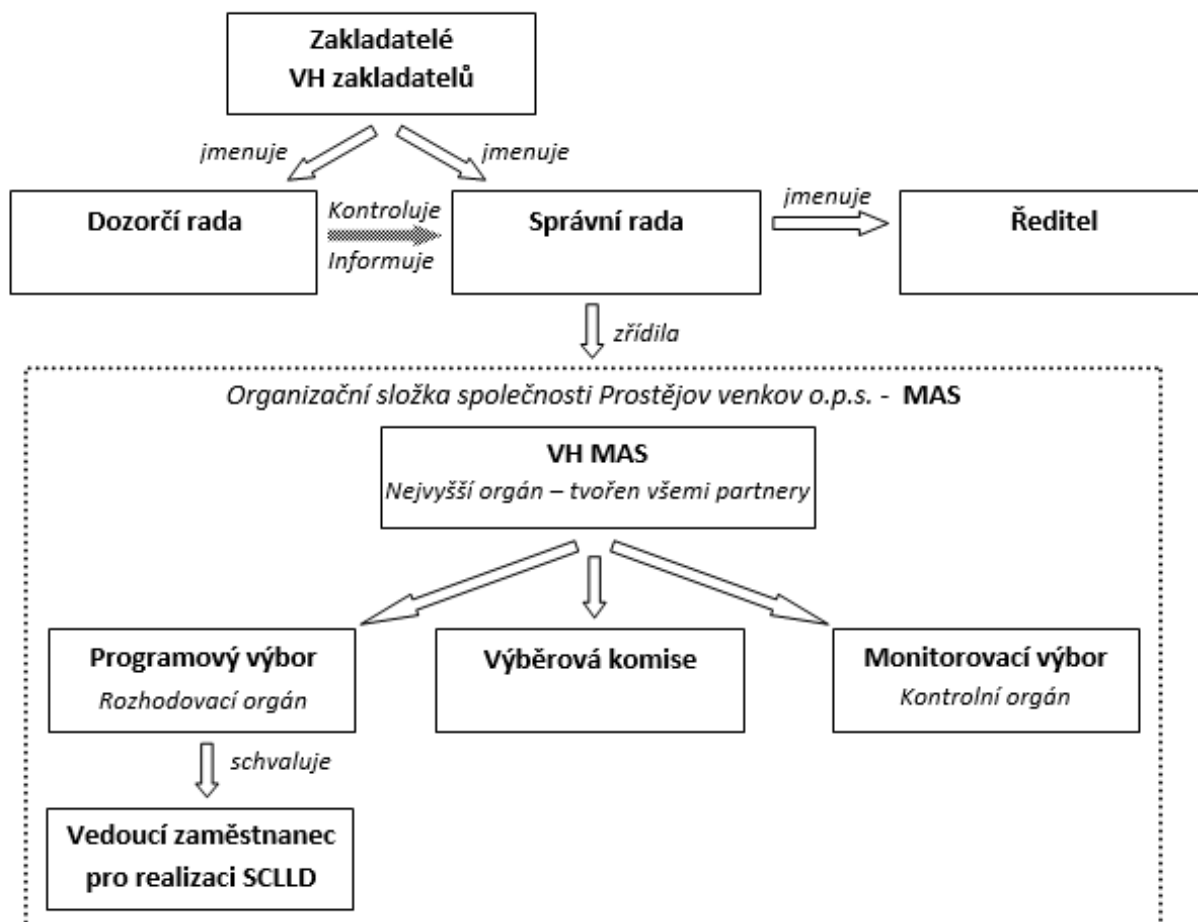 Zakladatelé
VH zakladatelů
jmenuje
jmenuje
Dozorčí rada
Kontroluje
Informuje
Správní rada
jmenuje
Ředitel
zřídila
Organizační složka společnosti Prostějov venkov o.p.s. - MAS
VH MAS
Nejvyšší orgán – tvořen všemi partnery
Programový výbor
Rozhodovací orgán
Výběrová komise
Monitorovací výbor
Kontrolní orgán
schvaluje
Vedoucí zaměstnanec
pro realizaci SCLLD